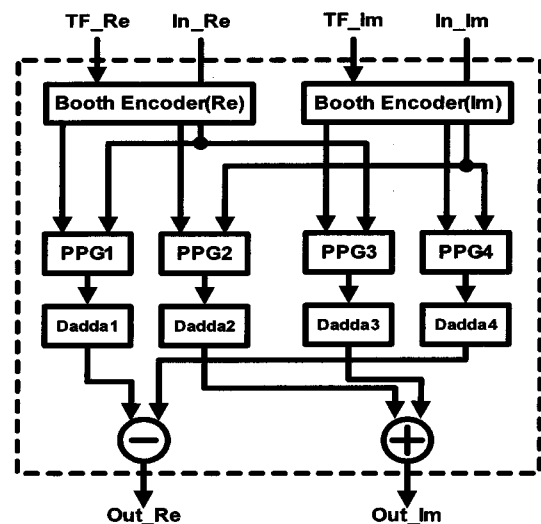 TF_Re In_Re TF_Im In_Im
Booth Encoder(Re) Booth Encoder(Im)
PPG1 PPG2 PPG3 PPG4
Dadda1 Dadda2 Dadda3 Dadda4
Out_Re Out_Im